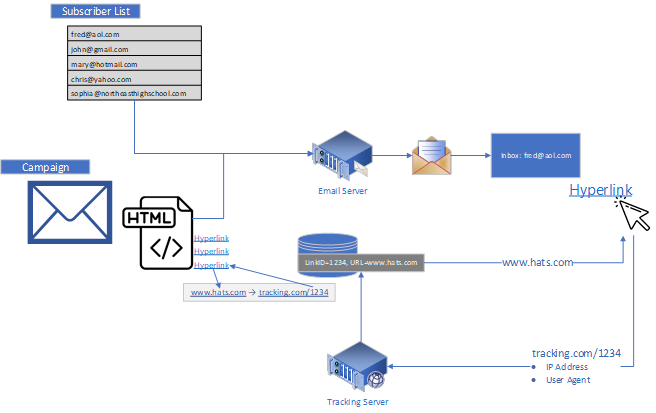 Subscriber List
fred@aol.com
john@gmail.com
mary@hotmail.com
chris@yahoo.com
sophia@northeasthighschool.com
Email Server
Inbox: fred@aol.com
Campaign
HTML
</>
Hyperlink
Hyperlink
Hyperlink
Hyperlink
LinkID=1234, URL=www.hats.com
www.hats.com
www.hats.com → tracking.com/1234
tracking.com/1234
• IP Address
• User Agent
Tracking Server